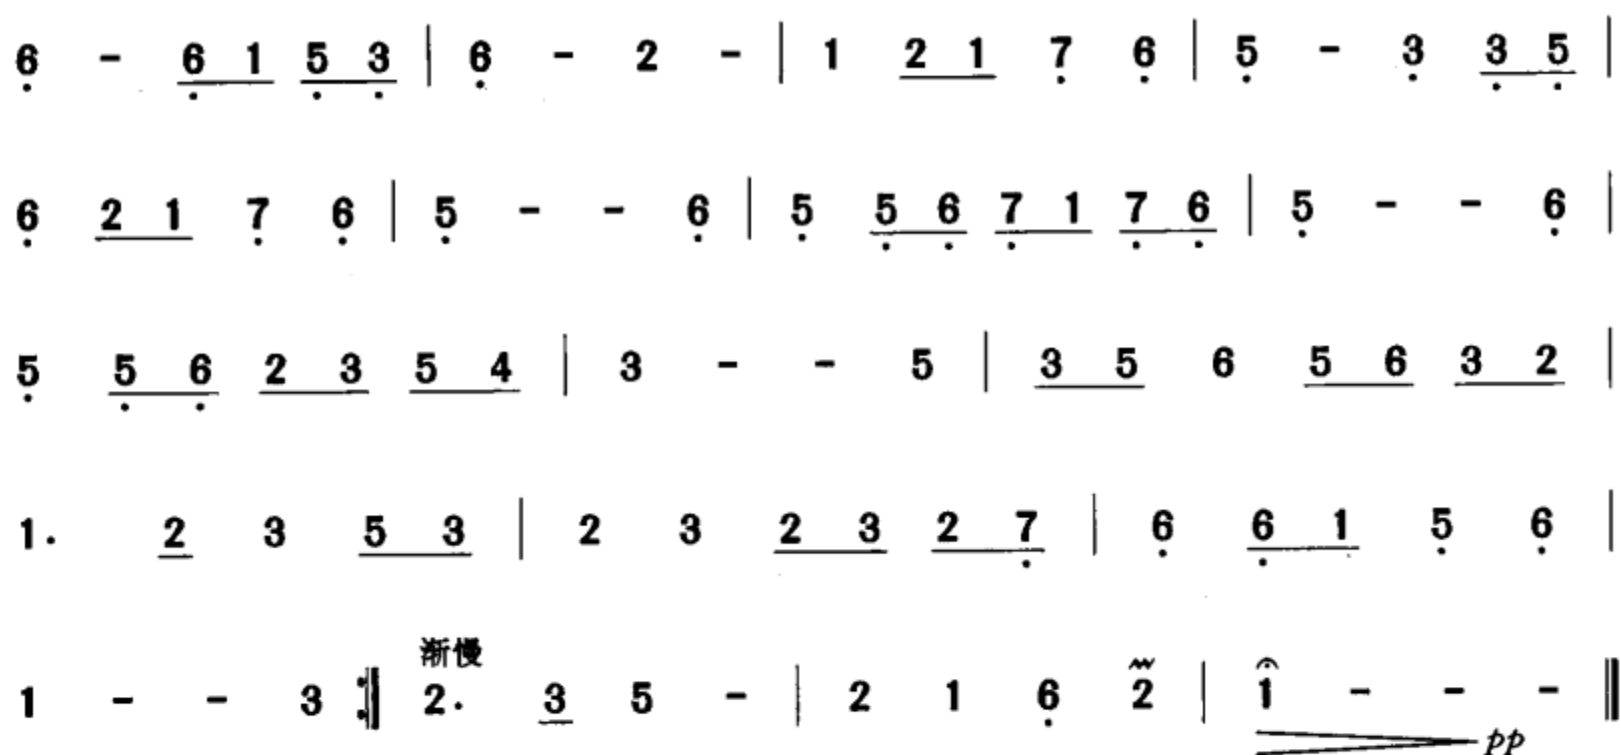 6̣ - 6̣ 1 5̣ 3̣ | 6̣ - 2 - | 1 2 1 7̣ 6̣ | 5̣ - 3̣ 3̣ 5̣ |
6̣ 2 1 7̣ 6̣ | 5̣ - - 6̣ | 5̣ 5̣ 6̣ 7̣ 1 7̣ 6̣ | 5̣ - - 6̣ |
5̣ 5̣ 6̣ 2 3 5 4 | 3 - - 5 | 3 5 6 5 6 3 2 |
1. 2 3 5 3 | 2 3 2 3 2 7̣ | 6̣ 6̣ 1 5̣ 6̣ |
渐慢
1 - - 3 :‖ 2. 3 5 - | 2 1 6̣ 2 | 1 - - - ‖
pp